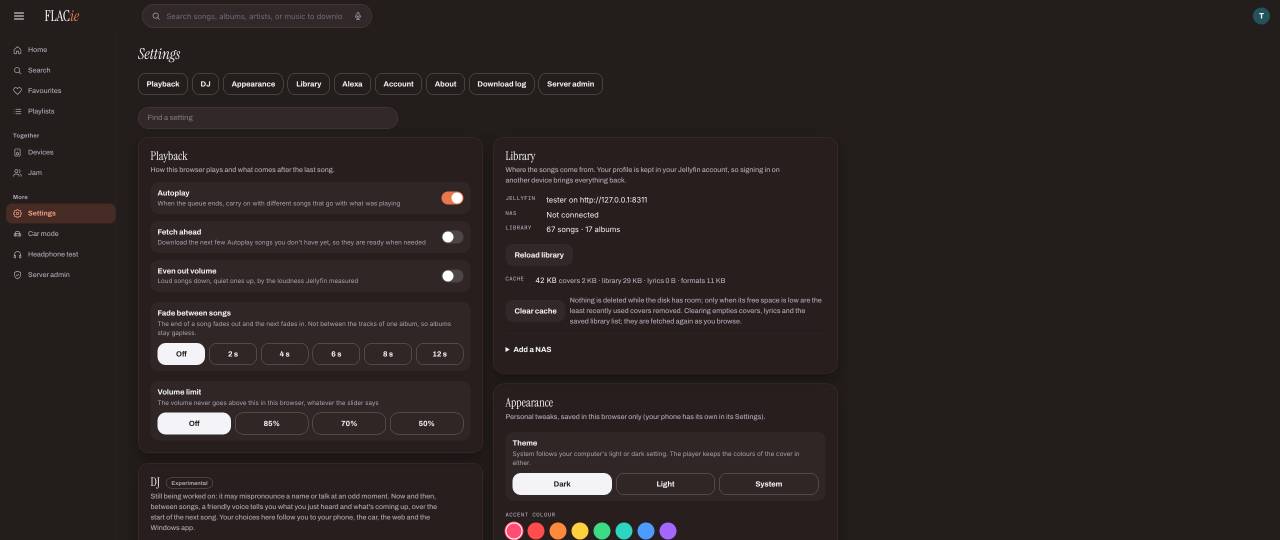 FLACie
Search songs, albums, artists, or music to downlo
T
Home
Search
Favourites
Playlists
Together
Devices
Jam
More
Settings
Car mode
Headphone test
Server admin
Settings
Playback
DJ
Appearance
Library
Alexa
Account
About
Download log
Server admin
Find a setting
Playback
How this browser plays and what comes after the last song.
Autoplay
When the queue ends, carry on with different songs that go with what was playing
Fetch ahead
Download the next few Autoplay songs you don't have yet, so they are ready when needed
Even out volume
Loud songs down, quiet ones up, by the loudness Jellyfin measured
Fade between songs
The end of a song fades out and the next fades in. Not between the tracks of one album, so albums
stay gapless.
Off
2 s
4 s
6 s
8 s
12 s
Volume limit
The volume never goes above this in this browser, whatever the slider says
Off
85%
70%
50%
DJ
Experimental
Still being worked on: it may mispronounce a name or talk at an odd moment. Now and then,
between songs, a friendly voice tells you what you just heard and what's coming up, over the
start of the next song. Your choices here follow you to your phone, the car, the web and the
Windows app.
Library
Where the songs come from. Your profile is kept in your Jellyfin account, so signing in on
another device brings everything back.
JELLYFIN
tester on http://127.0.0.1:8311
NAS
Not connected
LIBRARY
67 songs · 17 albums
Reload library
CACHE
42 KB covers 2 KB · library 29 KB · lyrics 0 B · formats 11 KB
Clear cache
Nothing is deleted while the disk has room; only when its free space is low are the
least recently used covers removed. Clearing empties covers, lyrics and the
saved library list; they are fetched again as you browse.
Add a NAS
Appearance
Personal tweaks, saved in this browser only (your phone has its own in its Settings).
Theme
System follows your computer's light or dark setting. The player keeps the colours of the cover in
either.
Dark
Light
System
ACCENT COLOUR